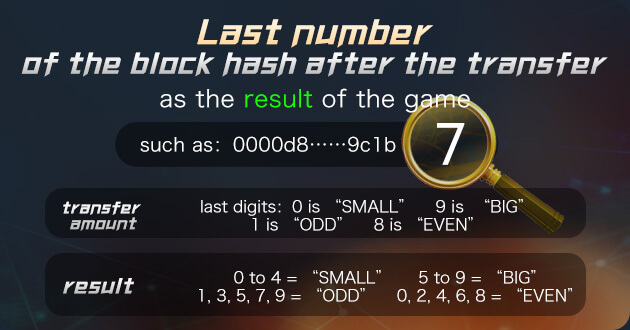 Last number
of the block hash after the transfer
as the result of the game
such as: 0000d8······9c1b 7
transfer amount
last digits: 0 is “SMALL” 9 is “BIG”
1 is “ODD” 8 is “EVEN”
result
0 to 4 = “SMALL” 5 to 9 = “BIG”
1, 3, 5, 7, 9 = “ODD” 0, 2, 4, 6, 8 = “EVEN”